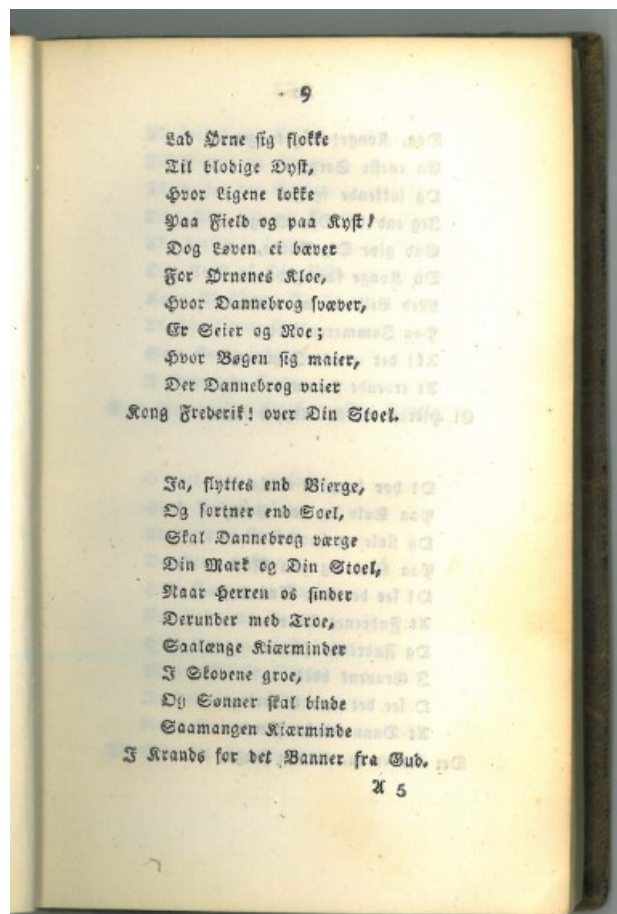 9
Lad Ørne sig flokke
Til blodige Dyst,
Hvor Ligene lokke
Paa Field og paa Kyst!
Dog Løven ei bæver
For Ørnenes Kloe,
Hvor Dannebrog svæver,
Er Seier og Roe;
Hvor Bøgen sig maier,
Der Dannebrog vaier
Kong Frederik! over Din Stoel.
Ja, flyttes end Bierge,
Og sortner end Soel,
Skal Dannebrog værge
Din Mark og Din Stoel,
Naar Herren os finder
Derunder med Troe,
Saalænge Kiærminder
I Skovene groe,
Og Sønner skal binde
Saamangen Kiærminde
I Krands for det Banner fra Gud.
A 5